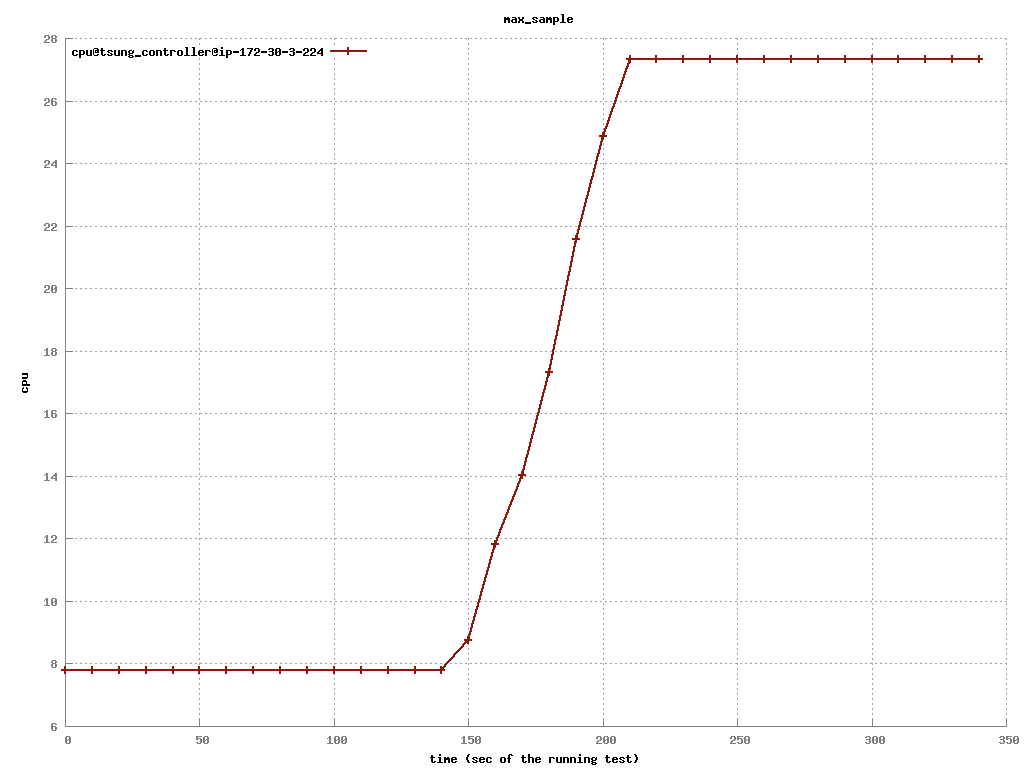 max_sample
cpu@tsung_controller@ip-172-30-3-224
28
26
24
22
20
18
16
14
12
10
8
6
cpu
0 50 100 150 200 250 300 350
time (sec of the running test)